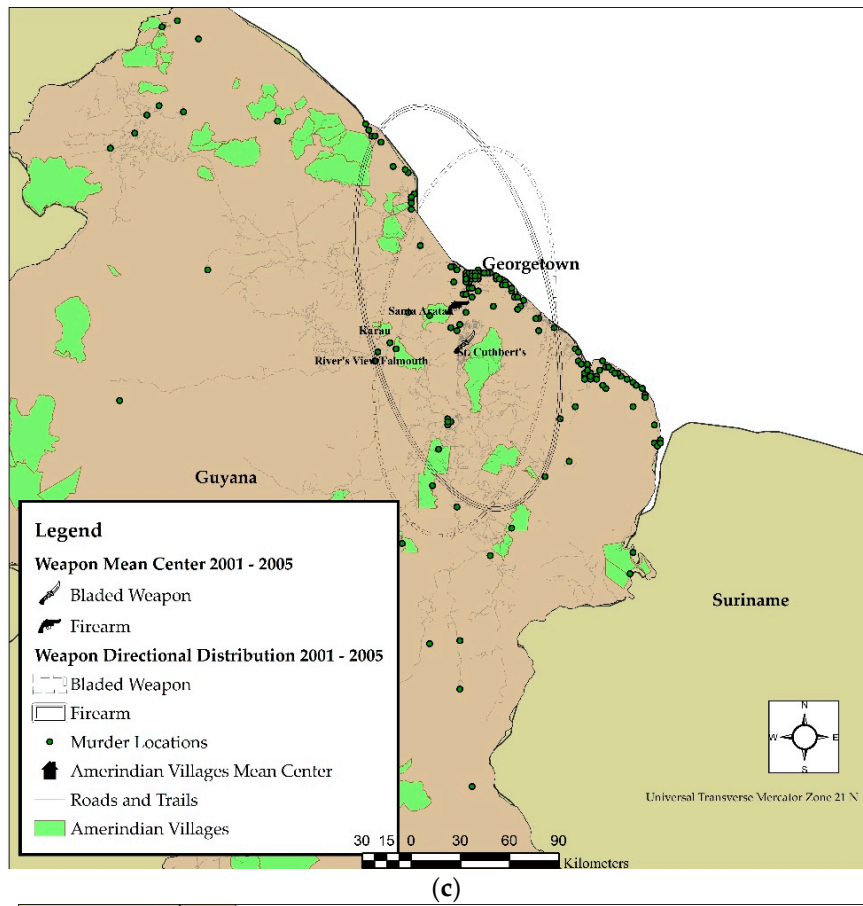 Georgetown
Santa Arata
Karau
River's View/Falmouth
St. Cuthbert's
Guyana
Legend
Weapon Mean Center 2001 - 2005
Bladed Weapon
Firearm
Weapon Directional Distribution 2001 - 2005
Bladed Weapon
Firearm
Murder Locations
Amerindian Villages Mean Center
Roads and Trails
Amerindian Villages
Suriname
N
W E
S
Universal Transverse Mercator Zone 21 N
30 15 0 30 60 90
Kilometers
(c)